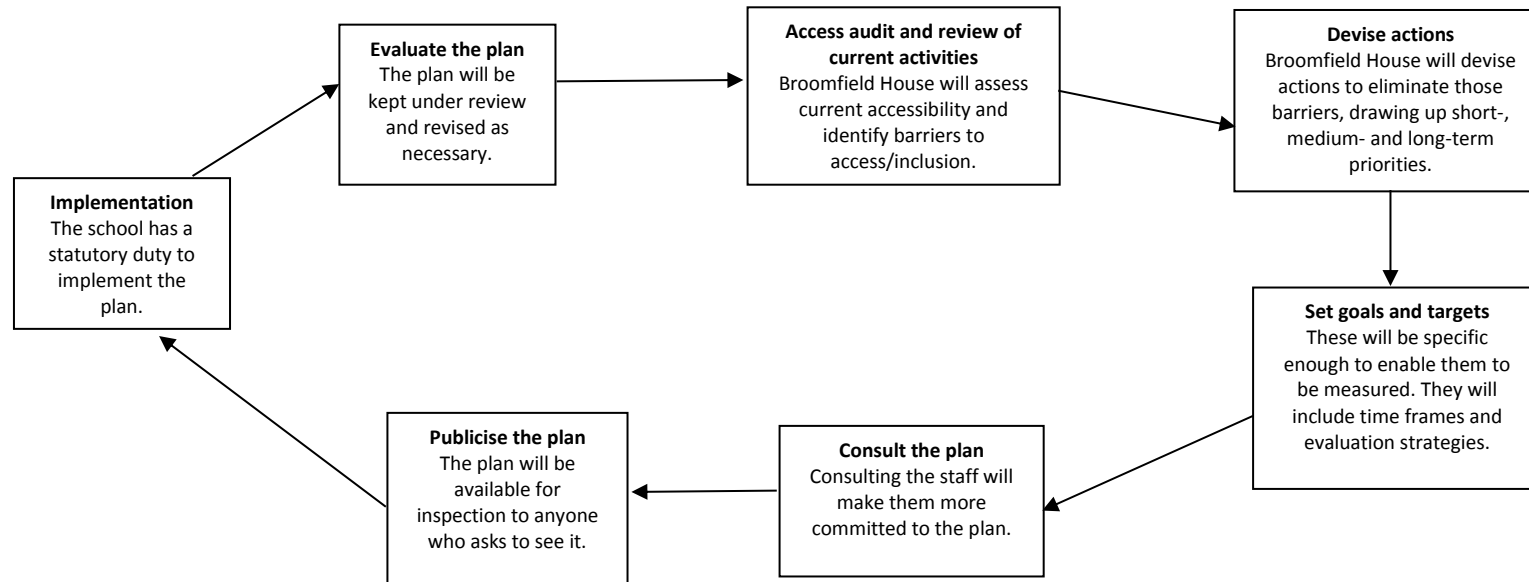 Evaluate the plan
The plan will be
kept under review
and revised as
necessary.
Access audit and review of
current activities
Broomfield House will assess
current accessibility and
identify barriers to
access/inclusion.
Devise actions
Broomfield House will devise
actions to eliminate those
barriers, drawing up short-,
medium- and long-term
priorities.
Set goals and targets
These will be specific
enough to enable them to
be measured. They will
include time frames and
evaluation strategies.
Consult the plan
Consulting the staff will
make them more
committed to the plan.
Publicise the plan
The plan will be
available for
inspection to anyone
who asks to see it.
Implementation
The school has a
statutory duty to
implement the
plan.